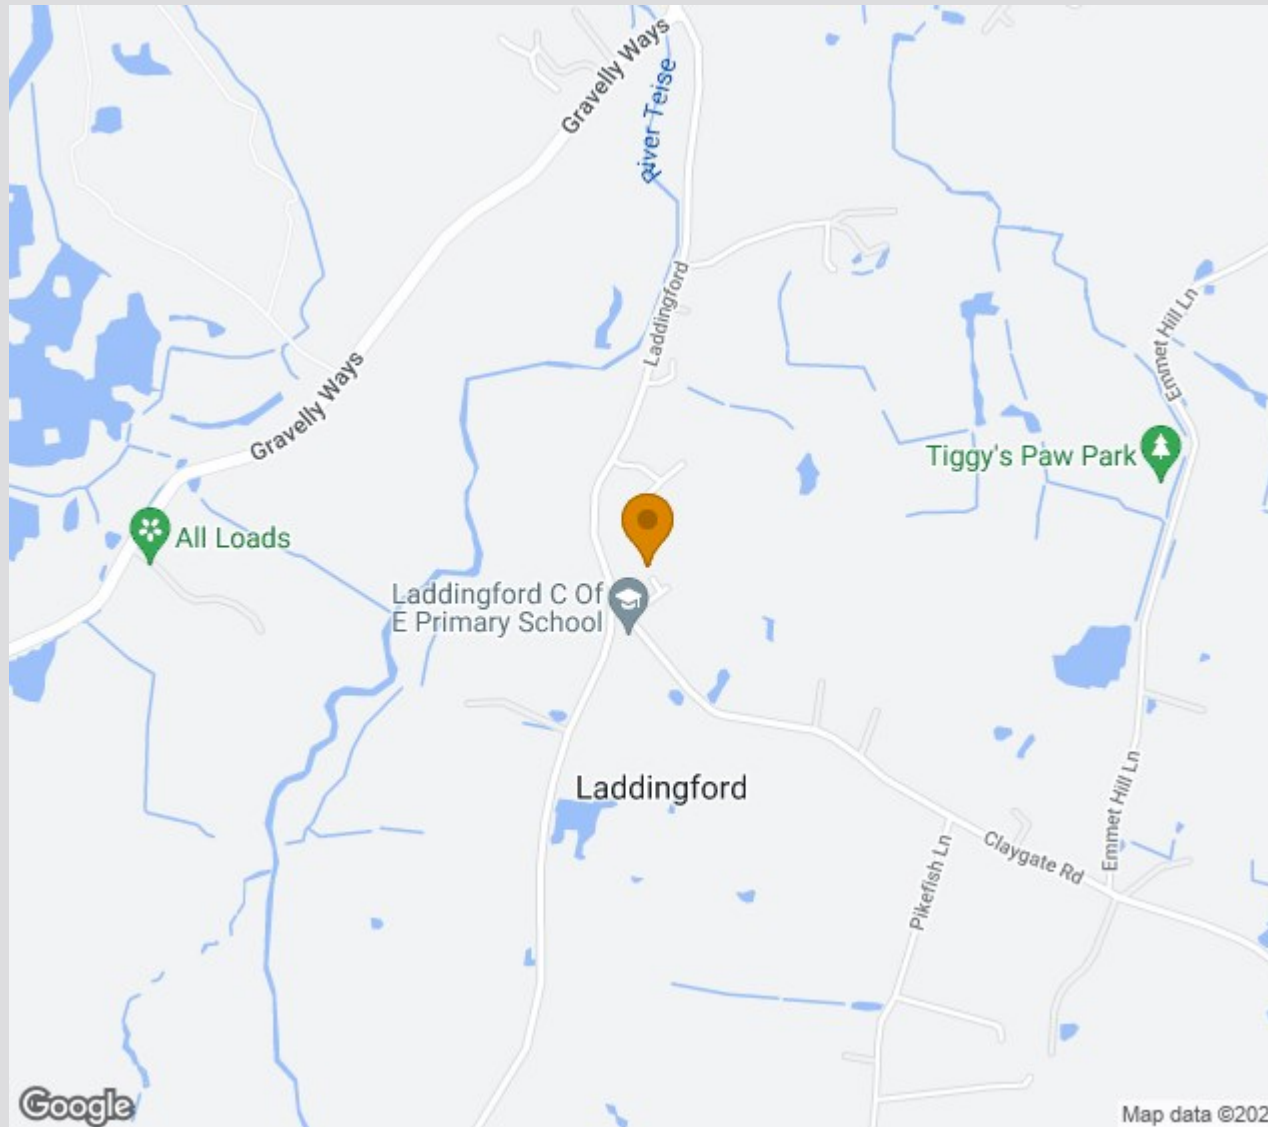 Gravelly Ways
River Teise
Laddingford
Emmet Hill Ln
Gravelly Ways
Tiggy's Paw Park
All Loads
Laddingford C Of
E Primary School
Laddingford
Emmet Hill Ln
Claygate Rd
Pikefish Ln
Google
Map data ©202